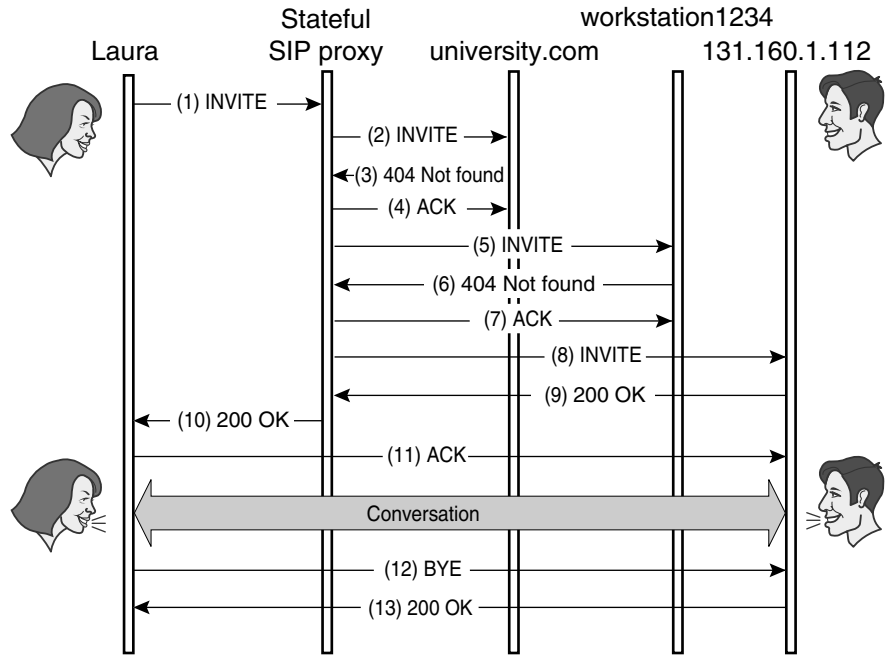 Stateful
workstation1234
Laura
SIP proxy
university.com
131.160.1.112
(1) INVITE
(2) INVITE
(3) 404 Not found
(4) ACK
(5) INVITE
(6) 404 Not found
(7) ACK
(8) INVITE
(9) 200 OK
(10) 200 OK
(11) ACK
Conversation
(12) BYE
(13) 200 OK